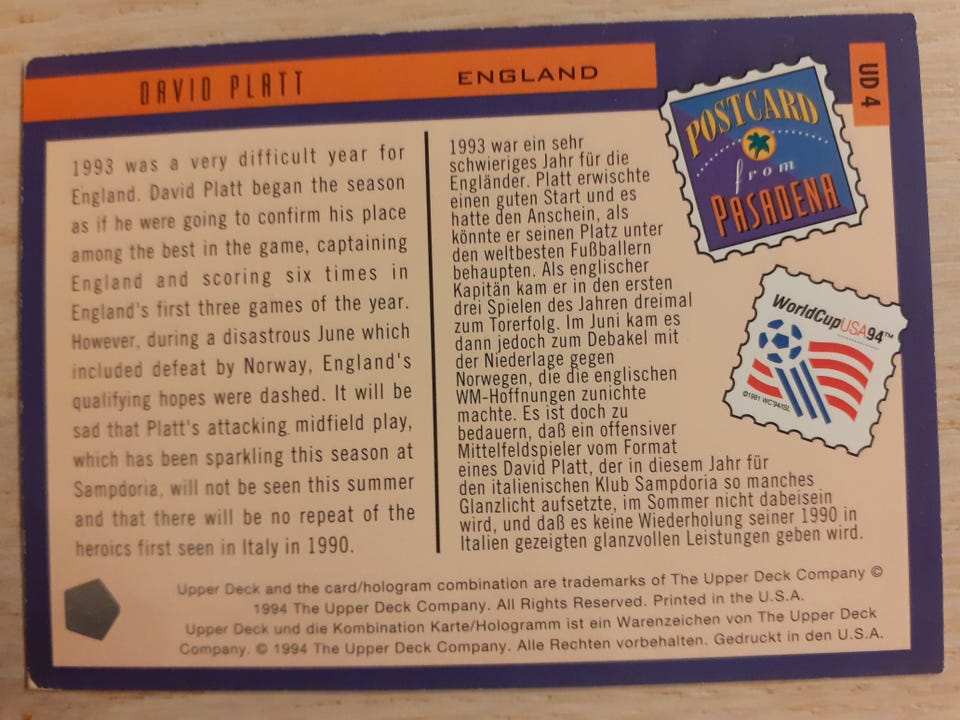 DAVID PLATT
ENGLAND
UD 4
1993 was a very difficult year for
England. David Platt began the season
as if he were going to confirm his place
among the best in the game, captaining
England and scoring six times in
England's first three games of the year.
However, during a disastrous June which
included defeat by Norway, England's
qualifying hopes were dashed. It will be
sad that Platt's attacking midfield play,
which has been sparkling this season at
Sampdoria, will not be seen this summer
and that there will be no repeat of the
heroics first seen in Italy in 1990.
1993 war ein sehr
schwieriges Jahr für die
Engländer. Platt erwischte
einen guten Start und es
hatte den Anschein, als
könnte er seinen Platz unter
den weltbesten Fußballern
behaupten. Als englischer
Kapitän kam er in den ersten
drei Spielen des Jahren dreimal
zum Torerfolg. Im Juni kam es
dann jedoch zum Debakel mit
der Niederlage gegen
Norwegen, die die englischen
WM-Hoffnungen zunichte
machte. Es ist doch zu
bedauern, daß ein offensiver
Mittelfeldspieler vom Format
eines David Platt, der in diesem Jahr für
den italienischen Klub Sampdoria so manches
Glanzlicht aufsetzte, im Sommer nicht dabeisein
wird, und daß es keine Wiederholung seiner 1990 in
Italien gezeigten glanzvollen Leistungen geben wird.
POSTCARD
from
PASADENA
WorldCupUSA94™
©1991 WC'94/ISL
Upper Deck and the card/hologram combination are trademarks of The Upper Deck Company ©
1994 The Upper Deck Company. All Rights Reserved. Printed in the U.S.A.
Upper Deck und die Kombination Karte/Hologramm ist ein Warenzeichen von The Upper Deck
Company. © 1994 The Upper Deck Company. Alle Rechten vorbehalten. Gedruckt in den U.S.A.